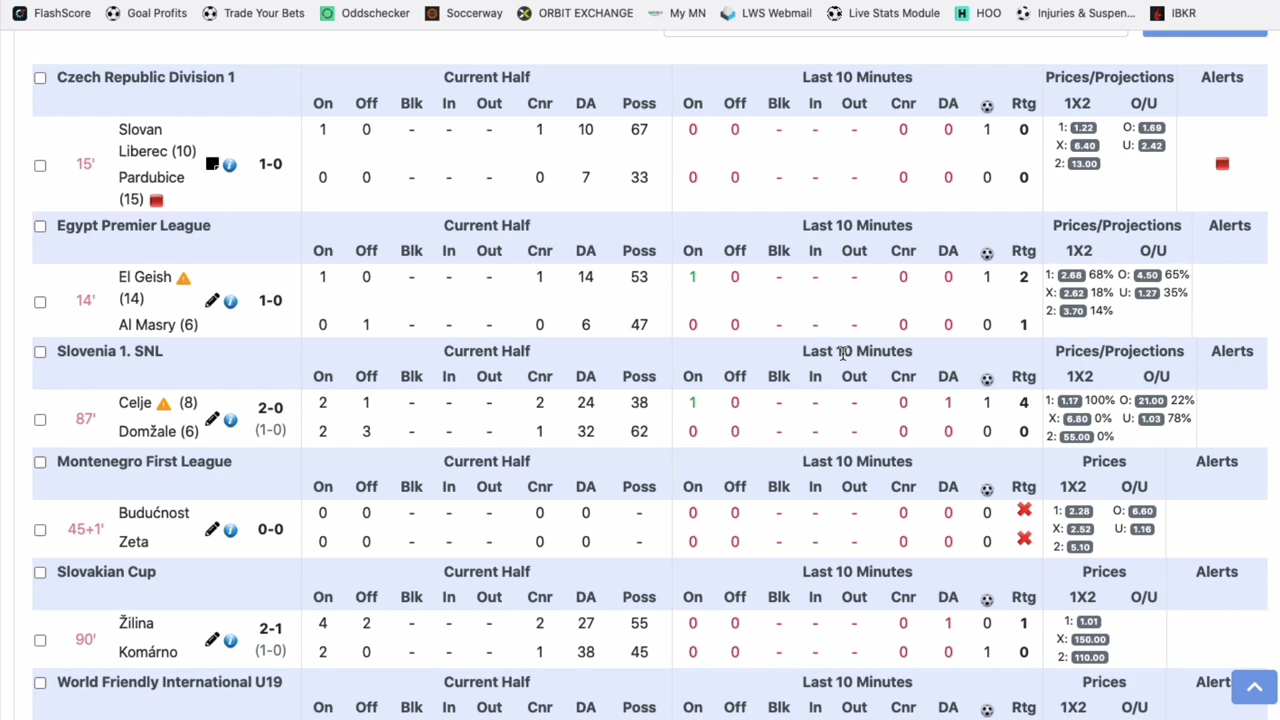 FlashScore Goal Profits Trade Your Bets Oddschecker Soccerway ORBIT EXCHANGE My MN LWS Webmail Live Stats Module HOO Injuries & Suspen... IBKR
Czech Republic Division 1 Current Half Last 10 Minutes Prices/Projections Alerts
On Off Blk In Out Cnr DA Poss On Off Blk In Out Cnr DA Rtg 1X2 O/U
15' Slovan Liberec (10) 1-0 1 0 - - - 1 10 67 0 0 - - - 0 0 1 0 1: 1.22 O: 1.69
X: 6.40 U: 2.42
Pardubice (15) 0 0 - - - 0 7 33 0 0 - - - 0 0 0 0 2: 13.00
Egypt Premier League Current Half Last 10 Minutes Prices/Projections Alerts
On Off Blk In Out Cnr DA Poss On Off Blk In Out Cnr DA Rtg 1X2 O/U
14' El Geish (14) 1-0 1 0 - - - 1 14 53 1 0 - - - 0 0 1 2 1: 2.68 68% O: 4.50 65%
X: 2.62 18% U: 1.27 35%
Al Masry (6) 0 1 - - - 0 6 47 0 0 - - - 0 0 0 1 2: 3.70 14%
Slovenia 1. SNL Current Half Last 10 Minutes Prices/Projections Alerts
On Off Blk In Out Cnr DA Poss On Off Blk In Out Cnr DA Rtg 1X2 O/U
87' Celje (8) 2-0 2 1 - - - 2 24 38 1 0 - - - 0 1 1 4 1: 1.17 100% O: 21.00 22%
X: 6.80 0% U: 1.03 78%
Domžale (6) (1-0) 2 3 - - - 1 32 62 0 0 - - - 0 0 0 0 2: 55.00 0%
Montenegro First League Current Half Last 10 Minutes Prices Alerts
On Off Blk In Out Cnr DA Poss On Off Blk In Out Cnr DA Rtg 1X2 O/U
45+1' Budućnost 0-0 0 0 - - - 0 0 - 0 0 - - - 0 0 0 1: 2.28 O: 6.60
X: 2.52 U: 1.16
Zeta 0 0 - - - 0 0 - 0 0 - - - 0 0 0 2: 5.10
Slovakian Cup Current Half Last 10 Minutes Prices Alerts
On Off Blk In Out Cnr DA Poss On Off Blk In Out Cnr DA Rtg 1X2 O/U
90' Žilina 2-1 4 2 - - - 2 27 55 0 0 - - - 0 1 0 1 1: 1.01
X: 150.00
Komárno (1-0) 2 0 - - - 1 38 45 0 0 - - - 0 0 1 0 2: 110.00
World Friendly International U19 Current Half Last 10 Minutes Prices Alert
On Off Blk In Out Cnr DA Poss On Off Blk In Out Cnr DA Rtg 1X2 O/U